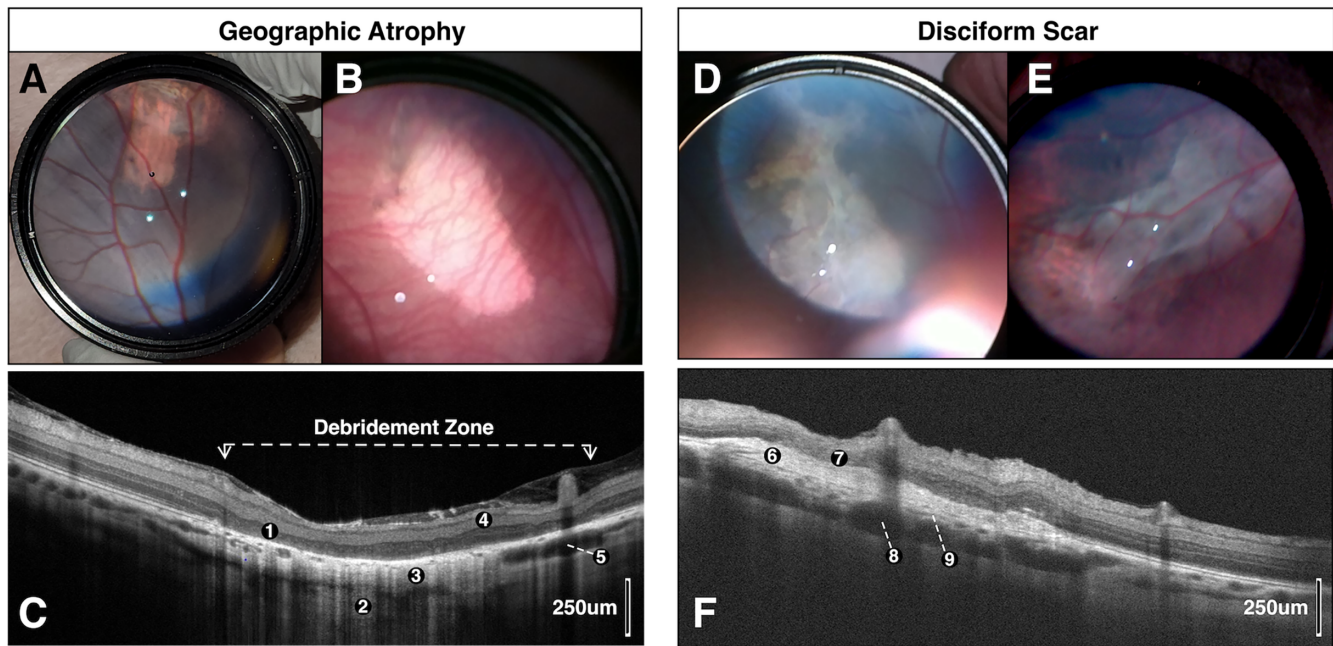 Geographic Atrophy
Disciform Scar
A
B
D
E
Debridement Zone
1
4
5
3
2
C
250um
6
7
8
9
F
250um